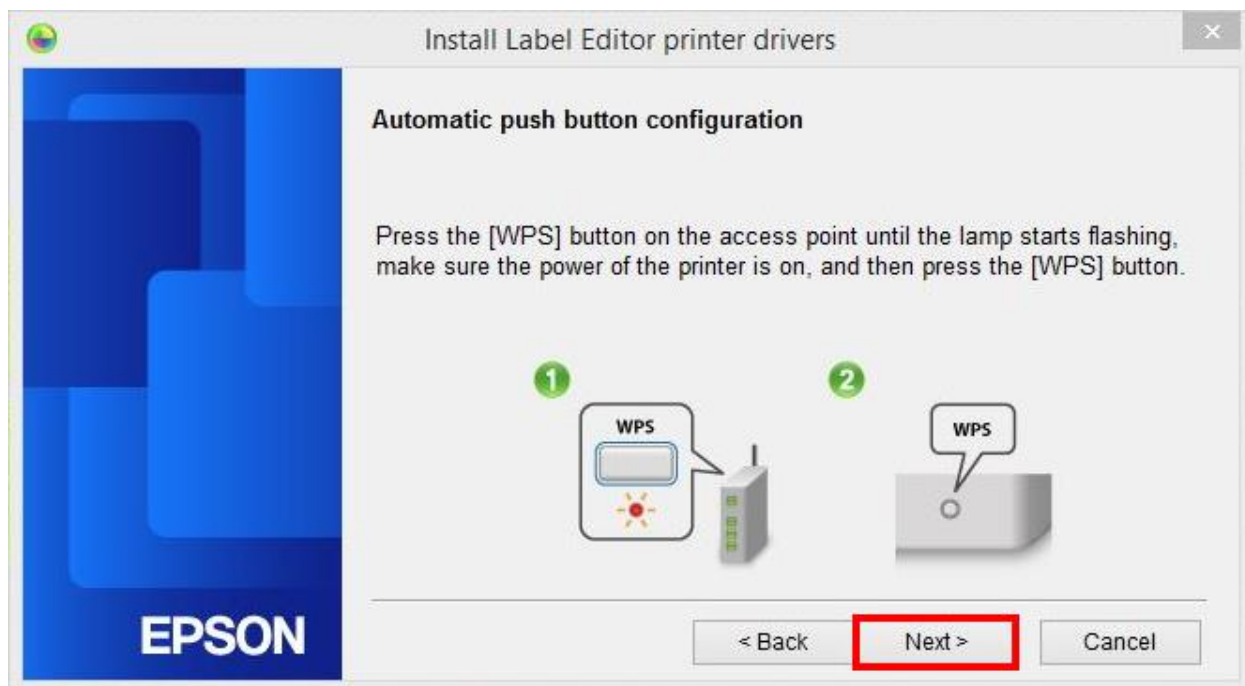 Install Label Editor printer drivers
Automatic push button configuration
Press the [WPS] button on the access point until the lamp starts flashing,
make sure the power of the printer is on, and then press the [WPS] button.
1
2
WPS
WPS
EPSON
< Back
Next >
Cancel